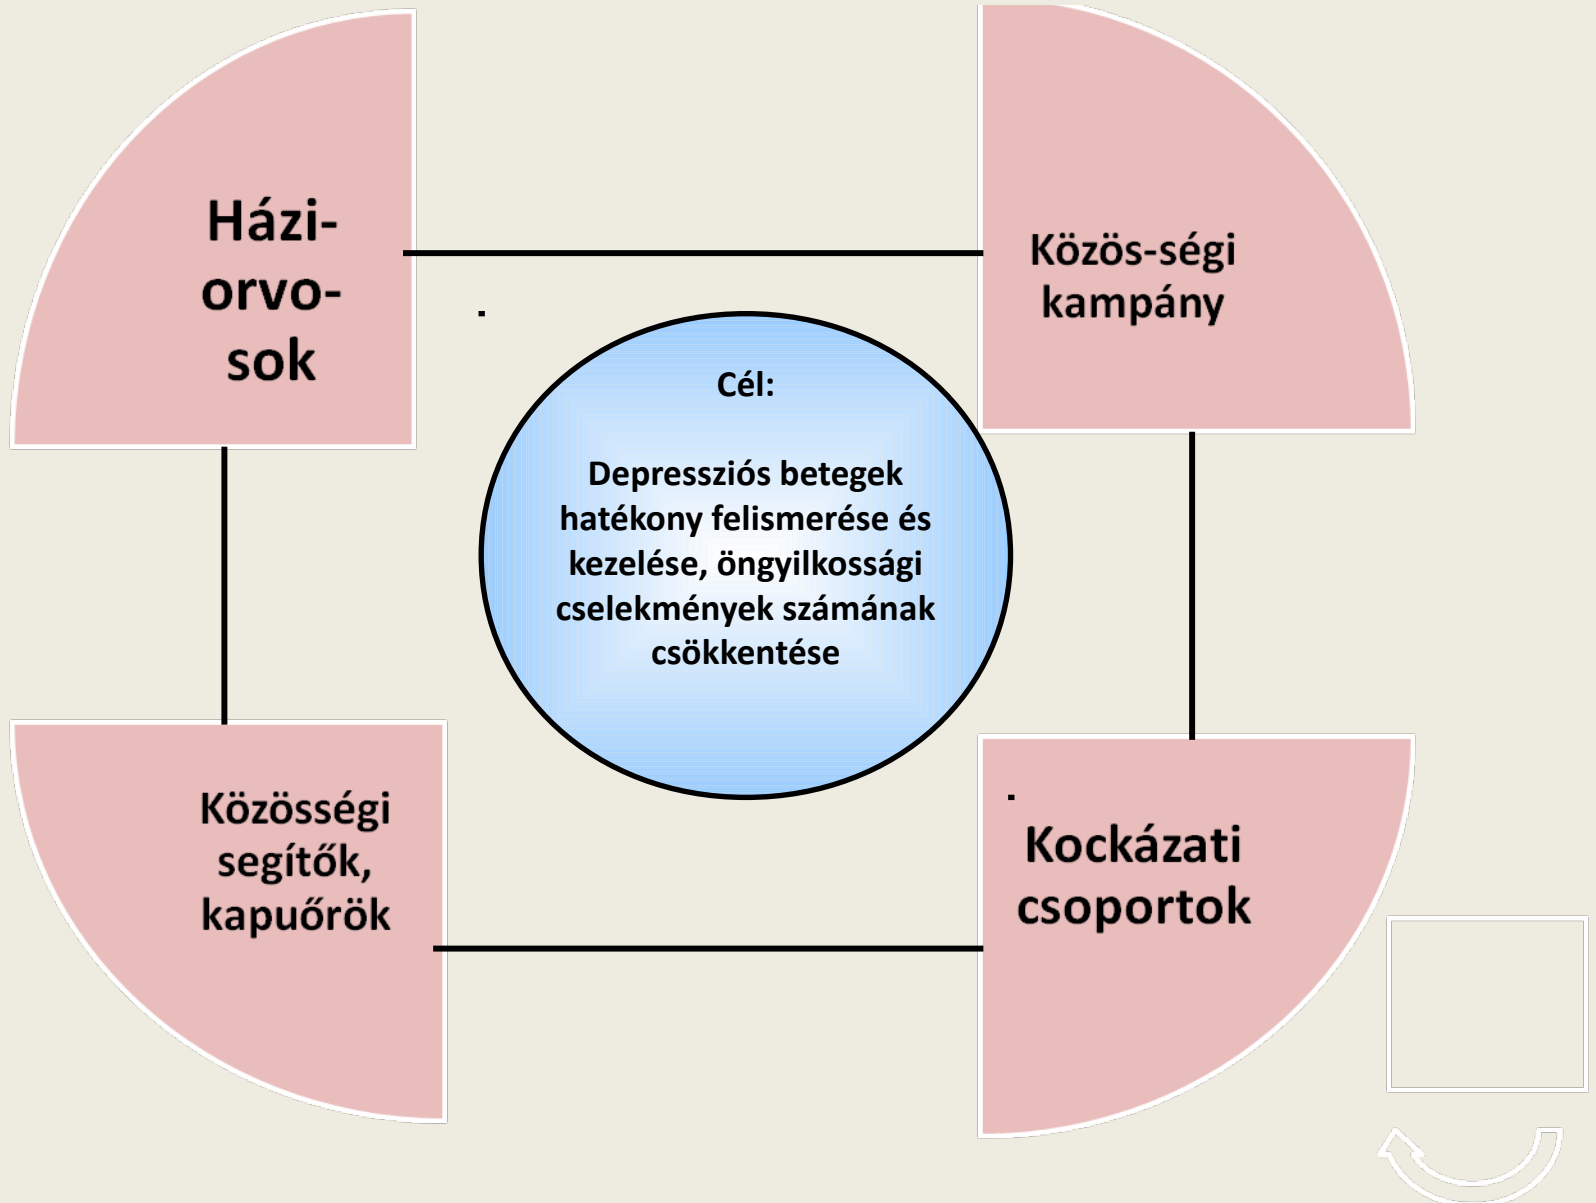 Házi-
orvo-
sok
Közös-ségi
kampány
Cél:
Depressziós betegek
hatékony felismerése és
kezelése, öngyilkossági
cselekmények számának
csökkentése
Közösségi
segítők,
kapuőrök
Kockázati
csoportok